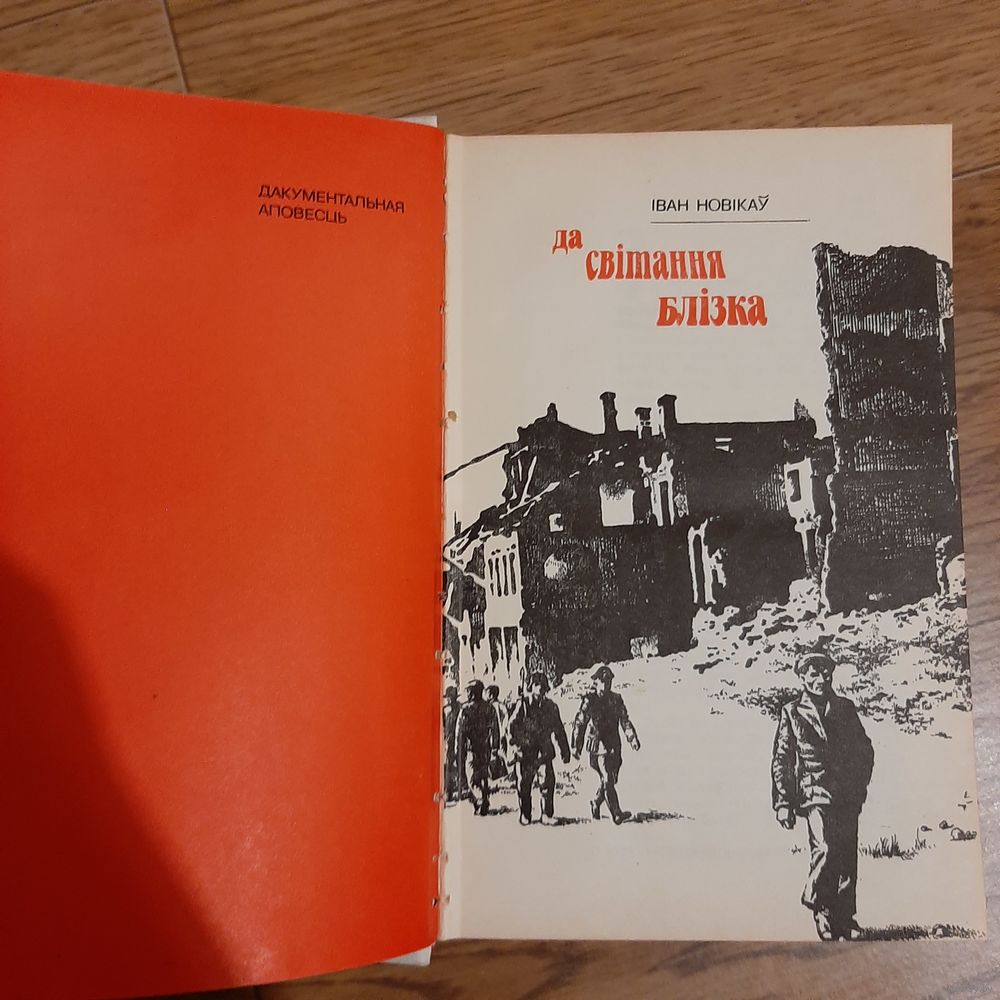 ДАКУМЕНТАЛЬНАЯ
АПОВЕСЦЬ
ІВАН НОВІКАЎ
да
світання
блізка